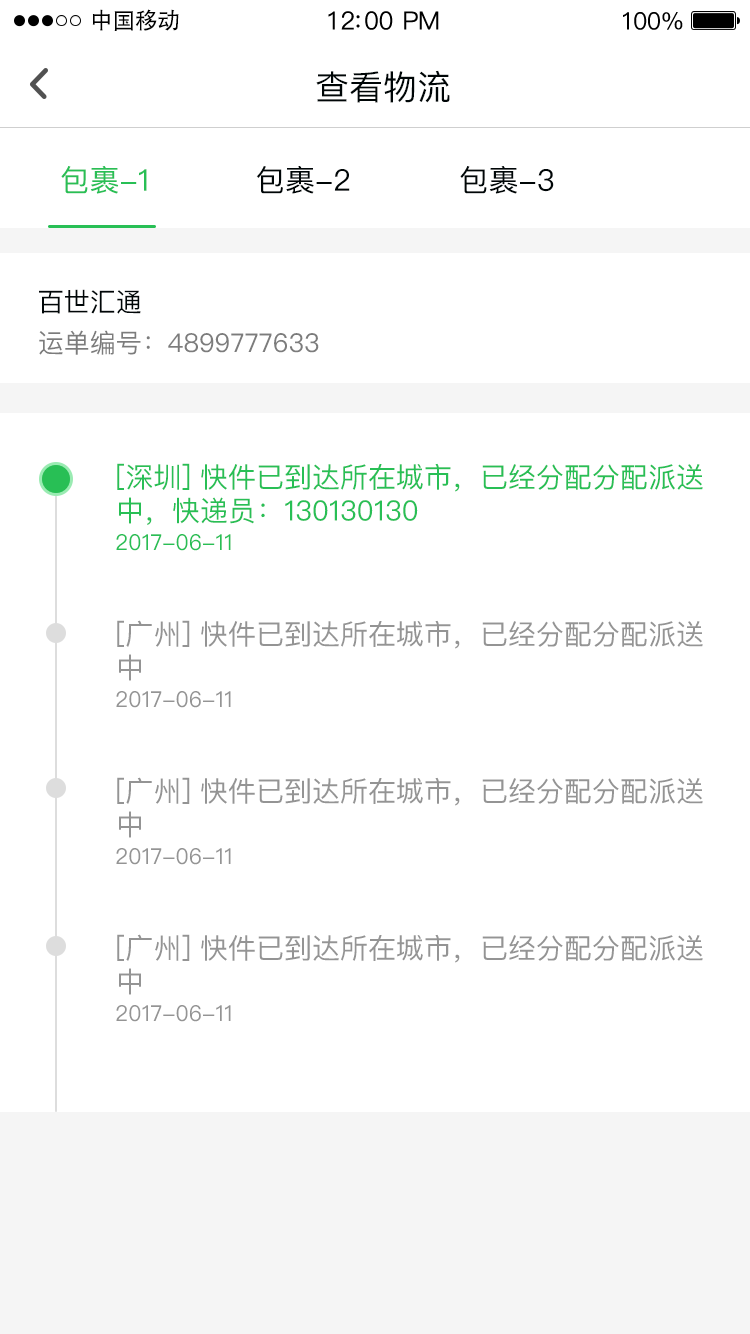 中国移动 12:00 PM 100%
查看物流
包裹-1 包裹-2 包裹-3
百世汇通
运单编号：4899777633
[深圳] 快件已到达所在城市，已经分配分配派送
中，快递员：130130130
2017-06-11
[广州] 快件已到达所在城市，已经分配分配派送
中
2017-06-11
[广州] 快件已到达所在城市，已经分配分配派送
中
2017-06-11
[广州] 快件已到达所在城市，已经分配分配派送
中
2017-06-11